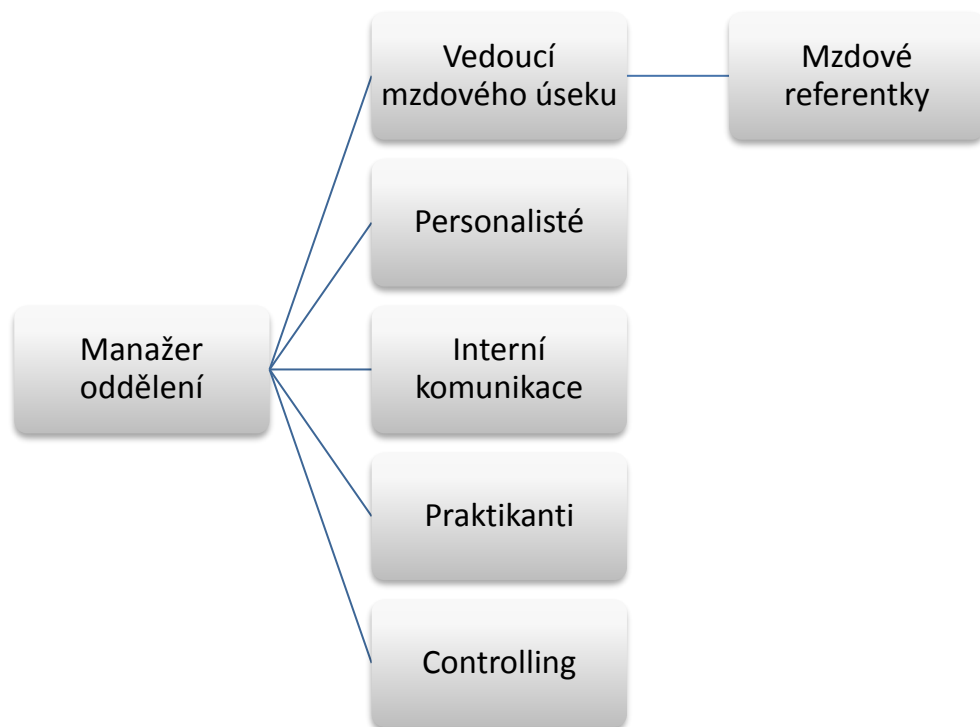 Vedoucí
mzdového úseku
Mzdové
referentky
Personalisté
Manažer
oddělení
Interní
komunikace
Praktikanti
Controlling